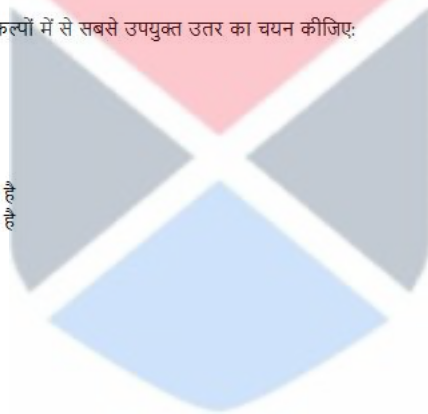 कल्पों में से सबसे उपयुक्त उतर का चयन कीजिए:
है
है